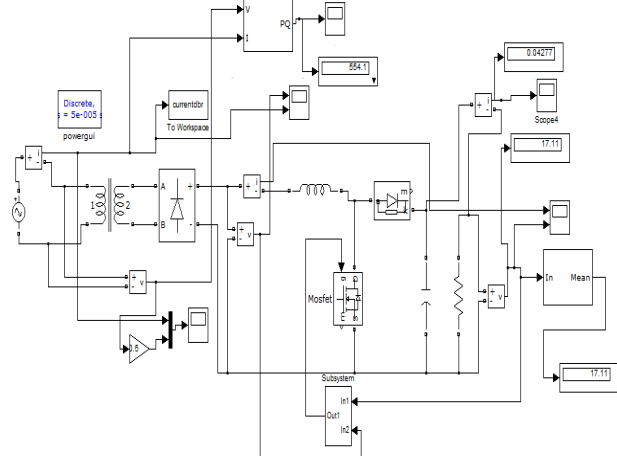 V
I
PQ
554.1
0.04277
Discrete,
s = 5e-005 s
powergui
currentdbr
To Workspace
Scope4
17.11
+
-
i
1
2
A
B
+
-
+
-
i
m
k
+
-
v
+
-
v
+
-
v
Mosfet
g
D
S
In
Mean
0.5
17.11
Subsystem
In1
Out1
In2